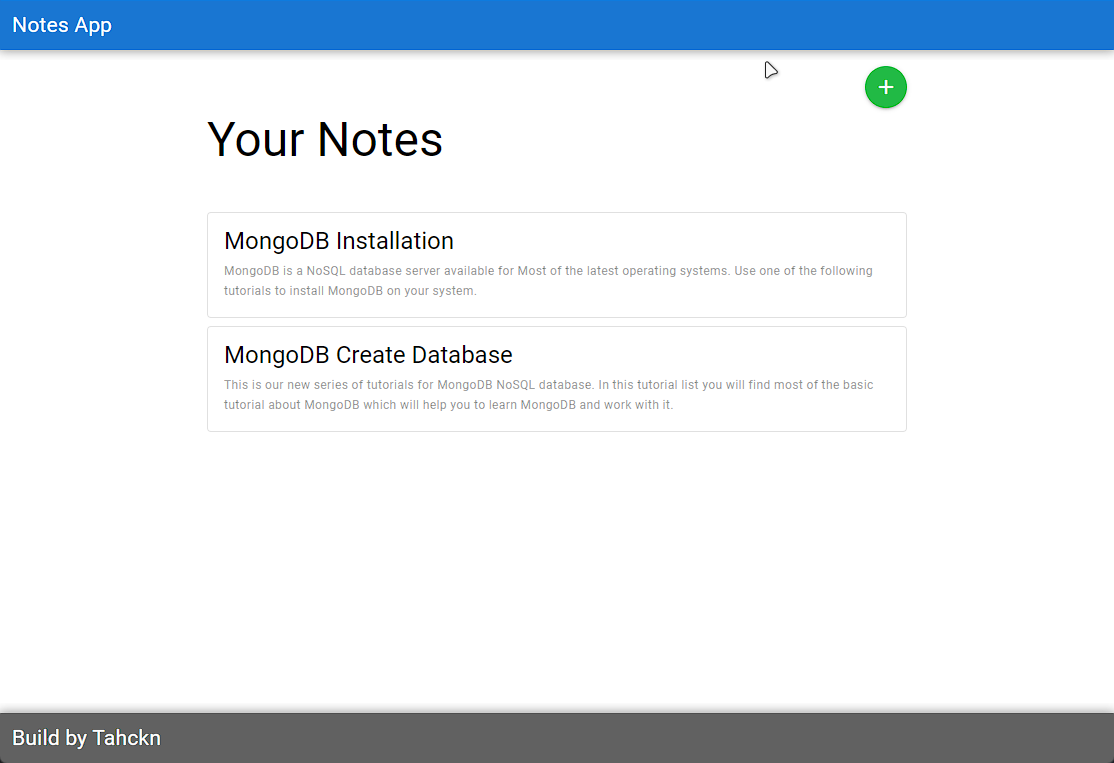 Notes App
+
Your Notes
MongoDB Installation
MongoDB is a NoSQL database server available for Most of the latest operating systems. Use one of the following
tutorials to install MongoDB on your system.
MongoDB Create Database
This is our new series of tutorials for MongoDB NoSQL database. In this tutorial list you will find most of the basic
tutorial about MongoDB which will help you to learn MongoDB and work with it.
Build by Tahckn